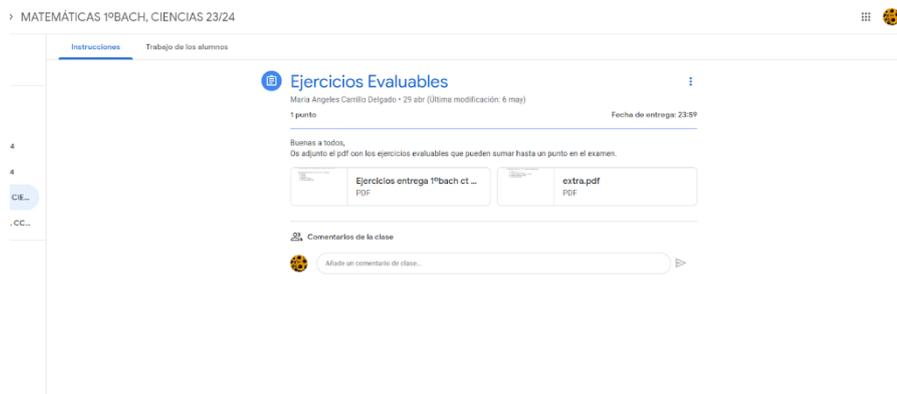 MATEMÁTICAS 1ºBACH, CIENCIAS 23/24
Instrucciones
Trabajo de los alumnos
Ejercicios Evaluables
Maria Angeles Carrillo Delgado • 29 abr (Última modificación: 6 may)
1 punto
Fecha de entrega: 23:59
Buenas a todos,
Os adjunto el pdf con los ejercicios evaluables que pueden sumar hasta un punto en el examen.
4
4
CIE...
, CC...
Ejercicios entrega 1ºbach ct ...
PDF
extra.pdf
PDF
Comentarios de la clase
Añade un comentario de clase...